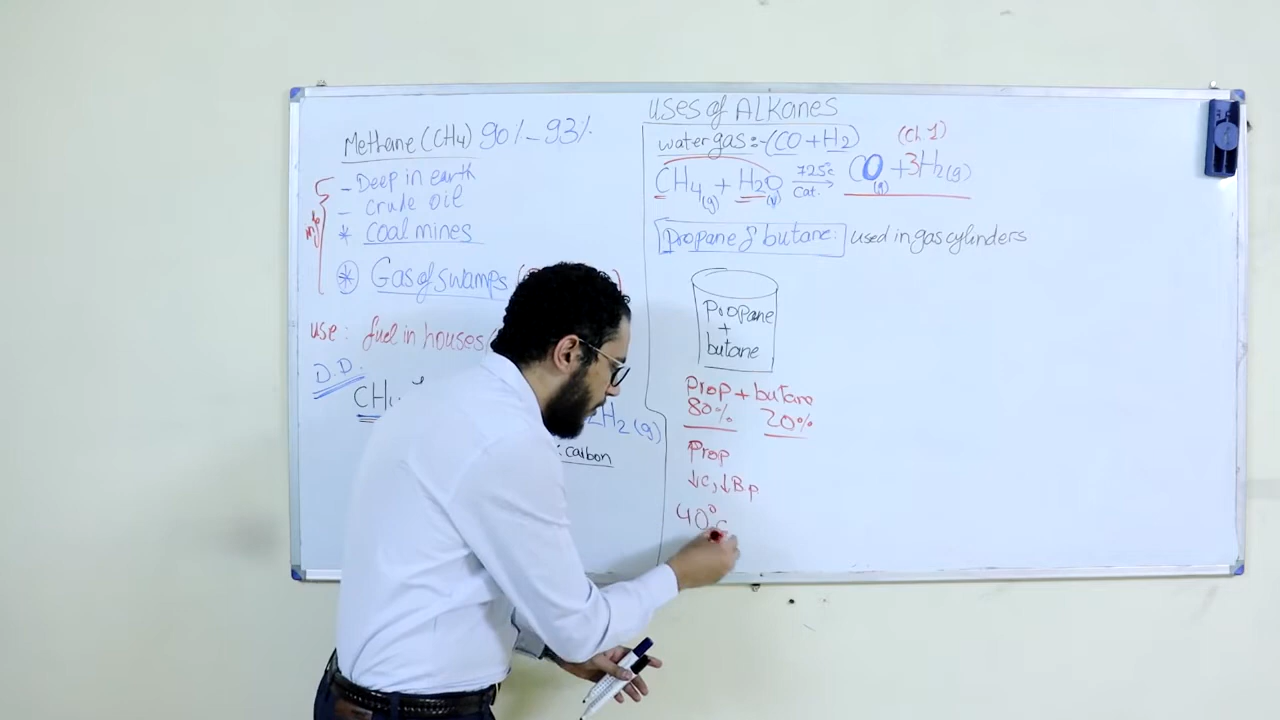 Uses of Alkanes
Methane (CH4) 90% - 93%
- Deep in earth
- Crude oil
* Coal mines
* Gas of swamps (
use: fuel in houses
D.D.
CH
2H2(g)
: carbon
water gas:- (CO + H2)
(Ch 1)
CH4(g) + H2O(v) 725°c Cat. → CO(g) + 3H2(g)
Propane & butane: used in gas cylinders
Propane
+
butane
Prop + butane
80% 20%
Prop
↓C, ↓B.p
40°c